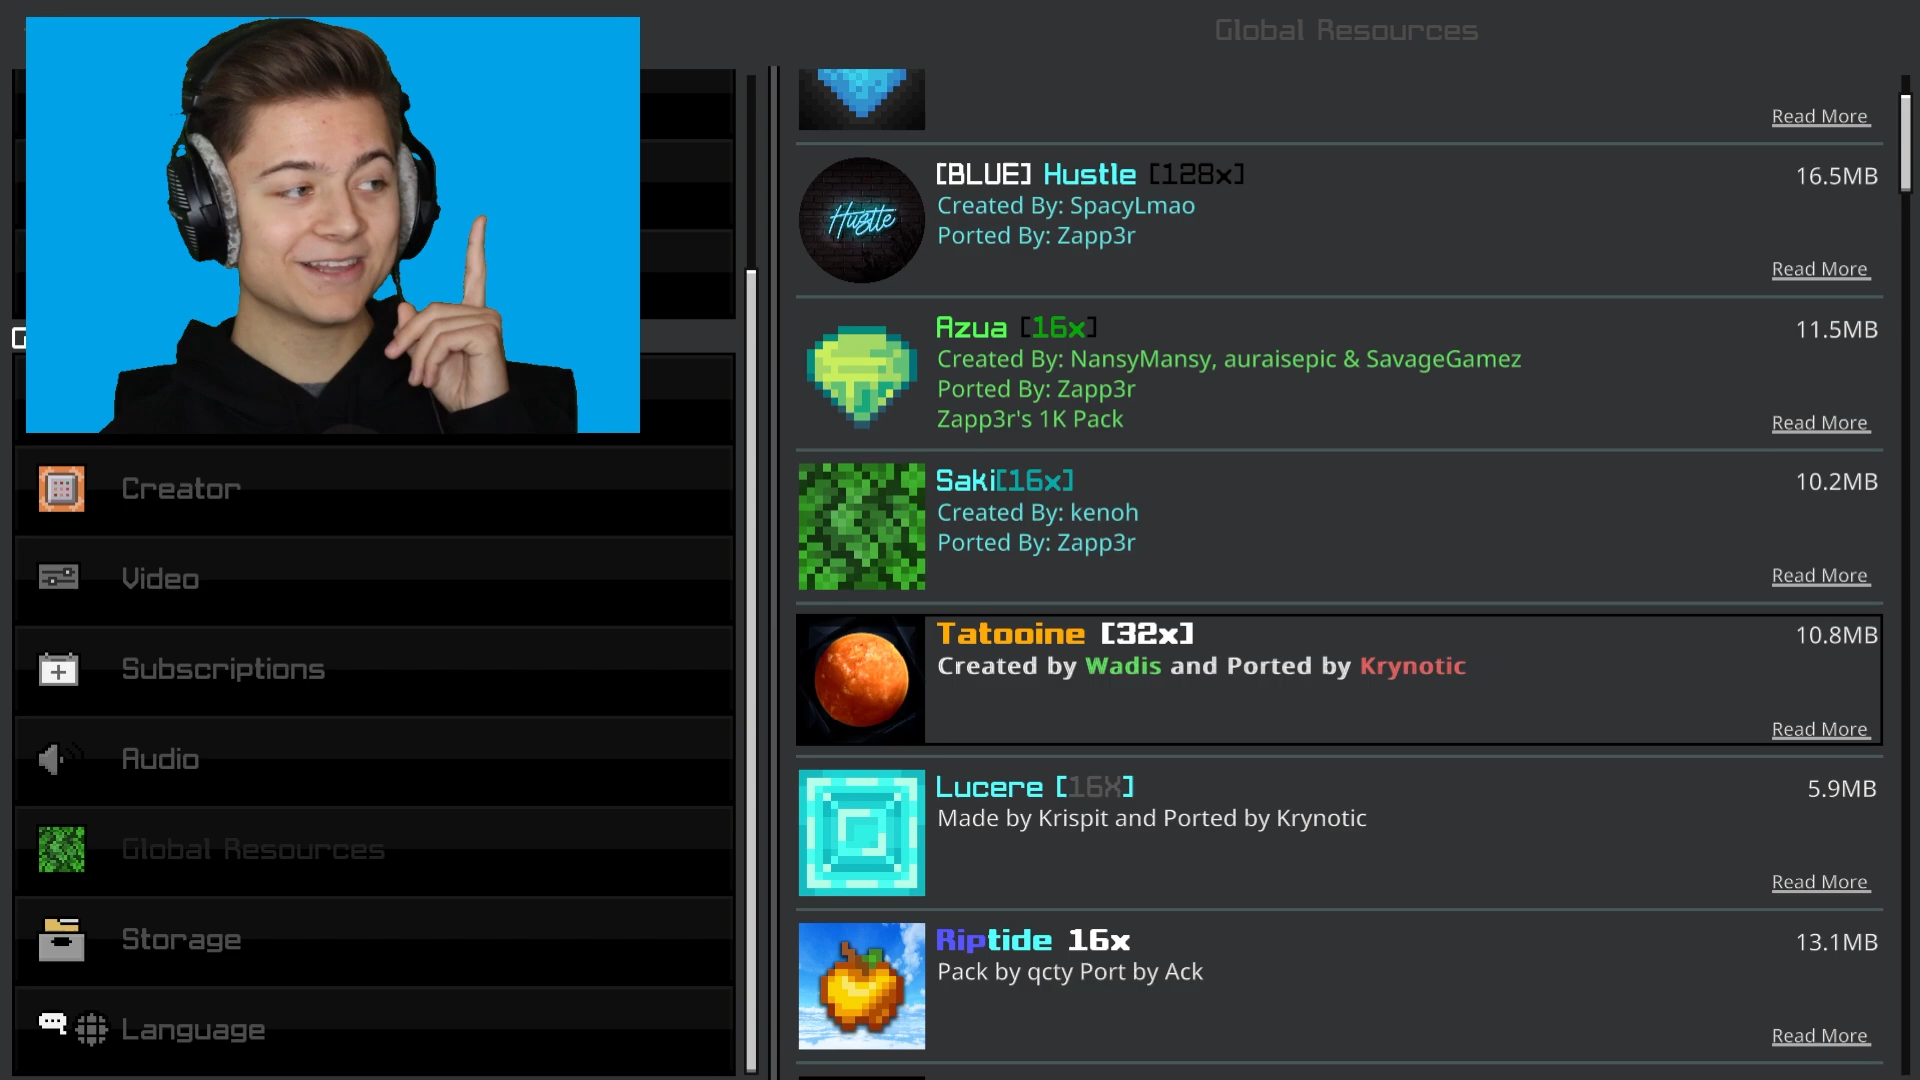 Global Resources
Read More
[BLUE] Hustle [128x]
16.5MB
Created By: SpacyLmao
Ported By: Zapp3r
Hustle
Read More
Azua [16x]
11.5MB
Created By: NansyMansy, auraisepic & SavageGamez
Ported By: Zapp3r
Zapp3r's 1K Pack
Read More
Saki[16x]
10.2MB
Created By: kenoh
Ported By: Zapp3r
Read More
Tatooine [32x]
10.8MB
Created by Wadis and Ported by Krynotic
Read More
Lucere [16X]
5.9MB
Made by Krispit and Ported by Krynotic
Read More
Riptide 16x
13.1MB
Pack by qcty Port by Ack
Read More
Creator
Video
Subscriptions
Audio
Global Resources
Storage
Language